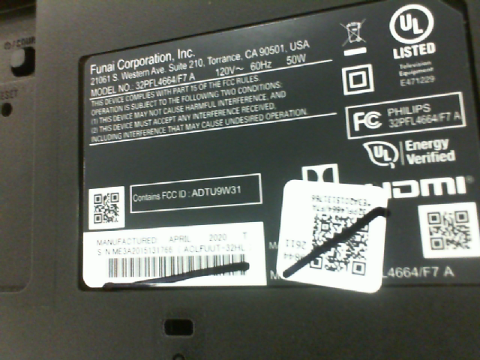 Funai Corporation, Inc.
21061 S. Western Ave. Suite 210, Torrance, CA 90501, USA
MODEL NO.: 32PFL4664/F7 A 120V~ 60Hz 50W
THIS DEVICE COMPLIES WITH PART 15 OF THE FCC RULES.
OPERATION IS SUBJECT TO THE FOLLOWING TWO CONDITIONS:
(1) THIS DEVICE MAY NOT CAUSE HARMFUL INTERFERENCE, AND
(2) THIS DEVICE MUST ACCEPT ANY INTERFERENCE RECEIVED,
INCLUDING INTERFERENCE THAT MAY CAUSE UNDESIRED OPERATION.
UL
LISTED
Television
Equipment
E471229
FC PHILIPS
32PFL4664/F7 A
UL Energy
Verified
HDMI
Contains FCC ID : ADTU9W31
MANUFACTURED: APRIL 2020 T
L4664/F7 A